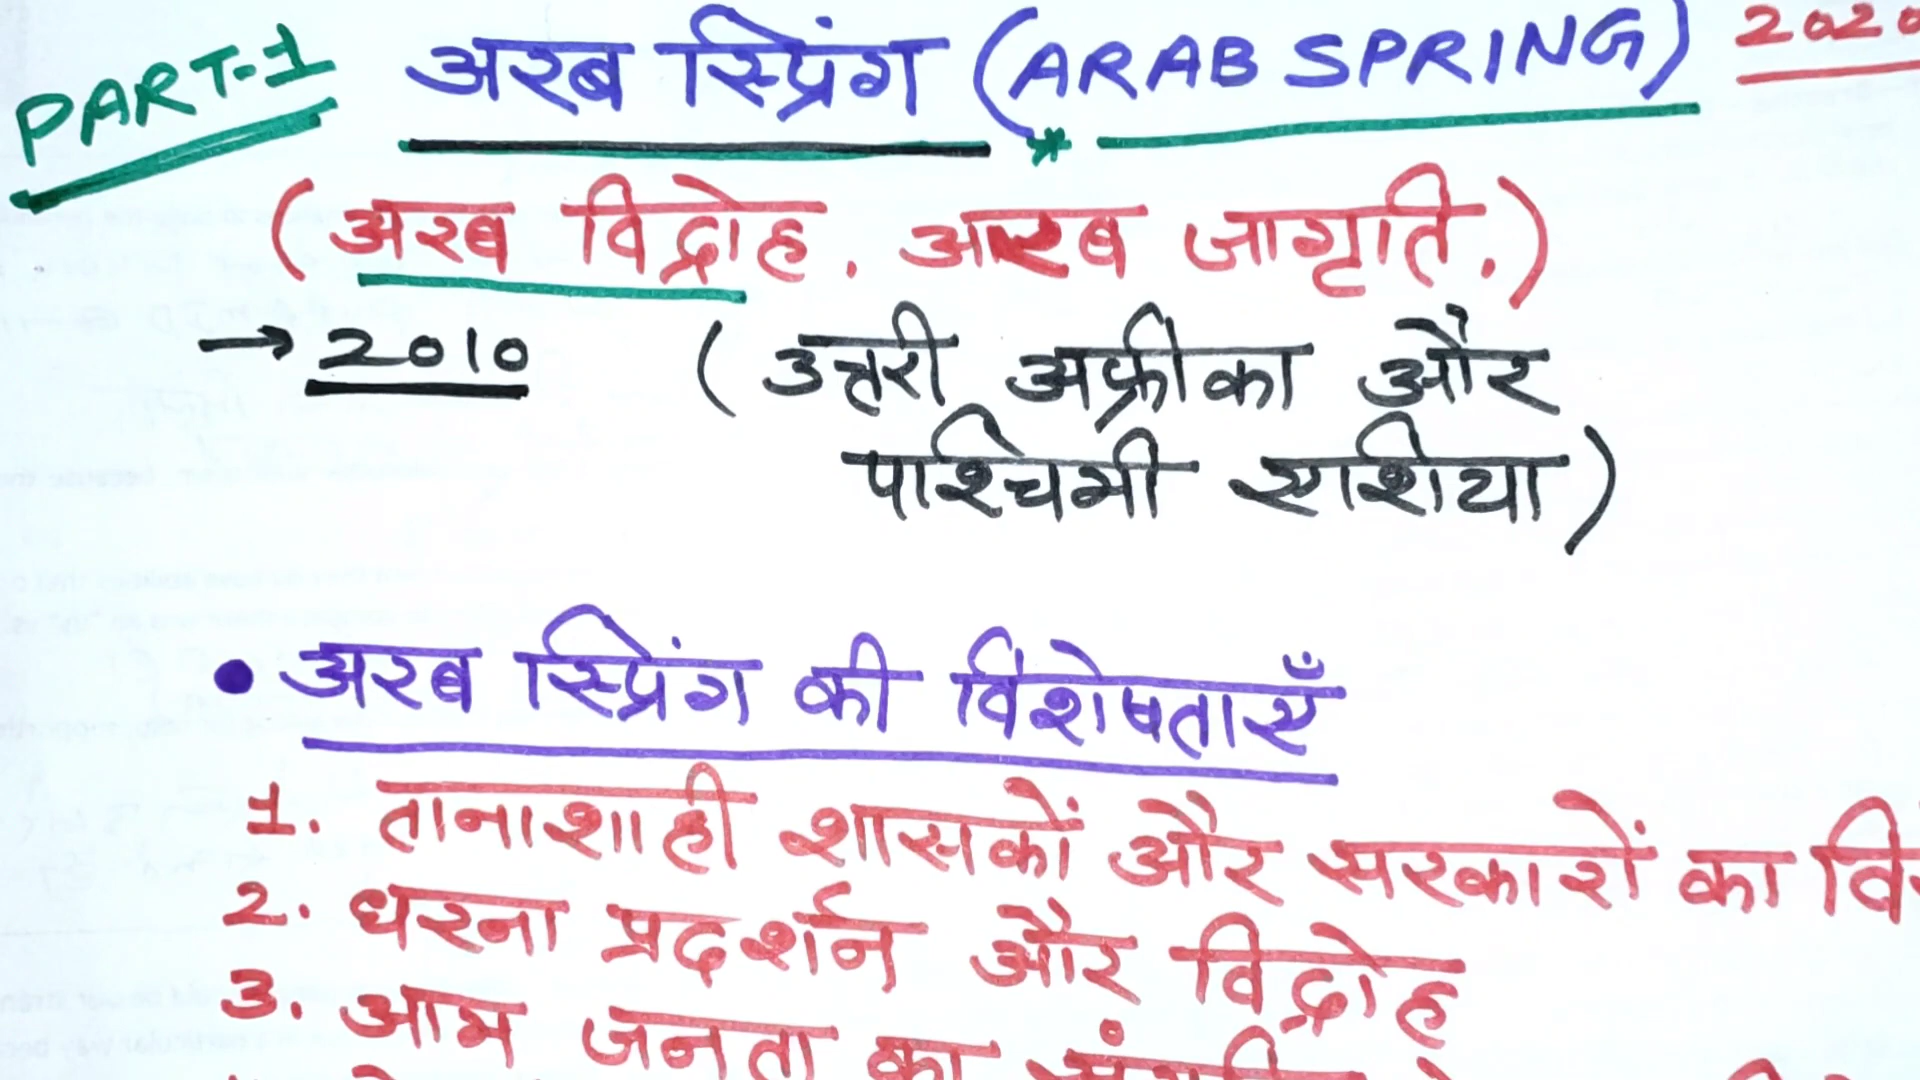 PART-1 अरब स्प्रिंग (ARAB SPRING) 2020
(अरब विद्रोह. अरब जागृति.)
→ 2010 (उत्तरी अफ्रीका और
पश्चिमी एशिया)
• अरब स्प्रिंग की विशेषताएँ
1. तानाशाही शासकों और सरकारों का
2. धरना प्रदर्शन और विद्रोह
3. आम जनता का